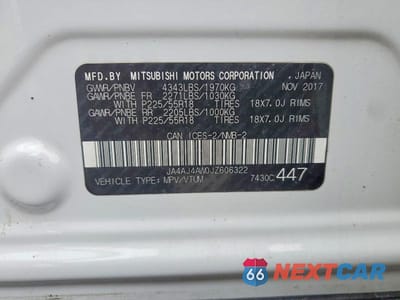 MFD.BY MITSUBISHI MOTORS CORPORATION , JAPAN
GVWR/PNBV 4343LBS/1970KG NOV 2017
GAWR/PNBE FR 2271LBS/1030KG
WITH P225/55R18 TIRES 18X7.0J RIMS
GAWR/PNBE RR 2205LBS/1000KG
WITH P225/55R18 TIRES 18X7.0J RIMS
CAN ICES-2/NMB-2
JA4AJ4AW0JZ606322
VEHICLE TYPE: MPV/VTUM 7430C 447
66 NEXTCAR